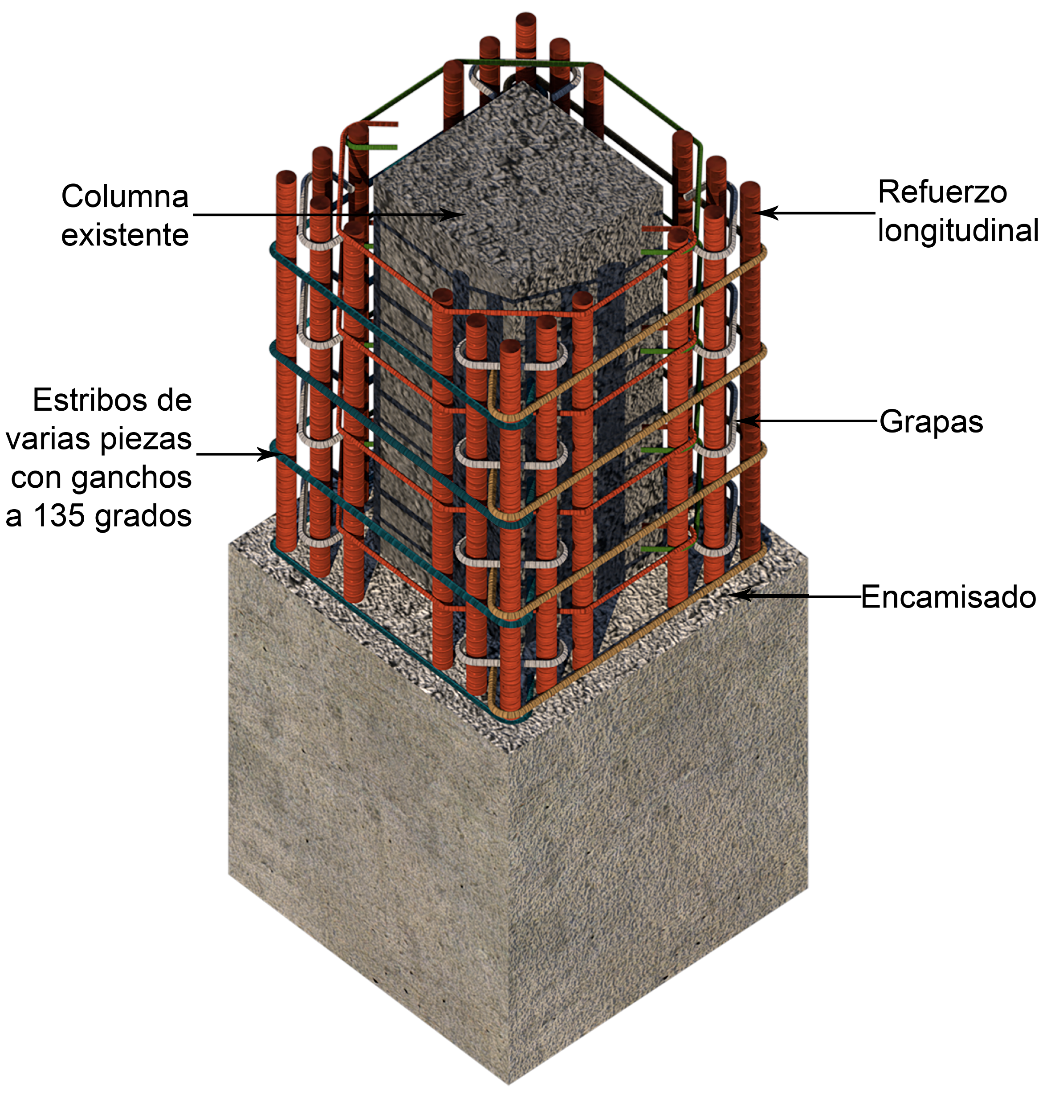 Columna
existente
Refuerzo
longitudinal
Estribos de
varias piezas
con ganchos
a 135 grados
Grapas
Encamisado